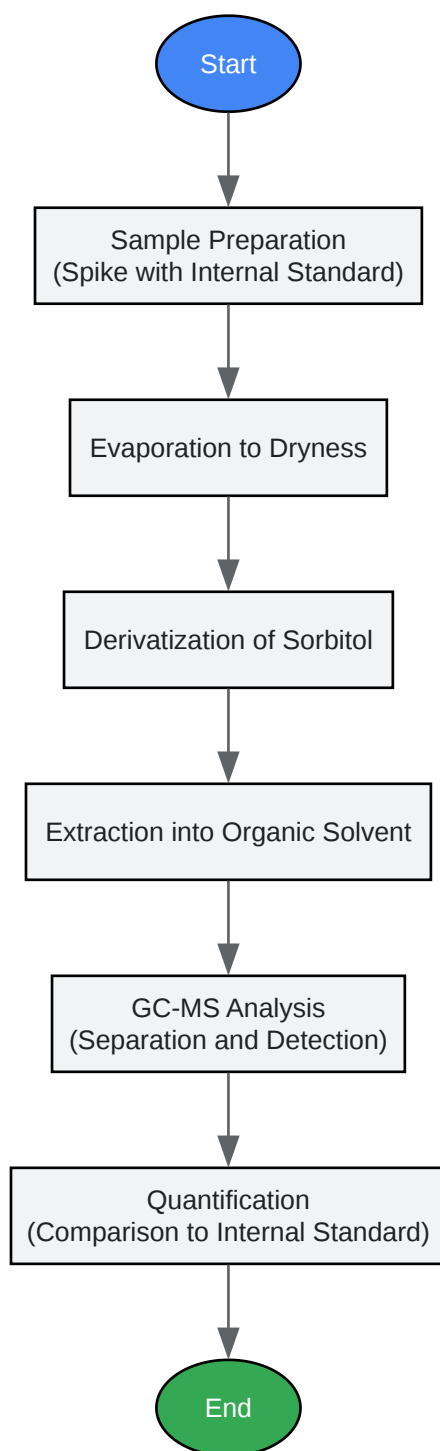 Start
Sample Preparation
(Spike with Internal Standard)
Evaporation to Dryness
Derivatization of Sorbitol
Extraction into Organic Solvent
GC-MS Analysis
(Separation and Detection)
Quantification
(Comparison to Internal Standard)
End